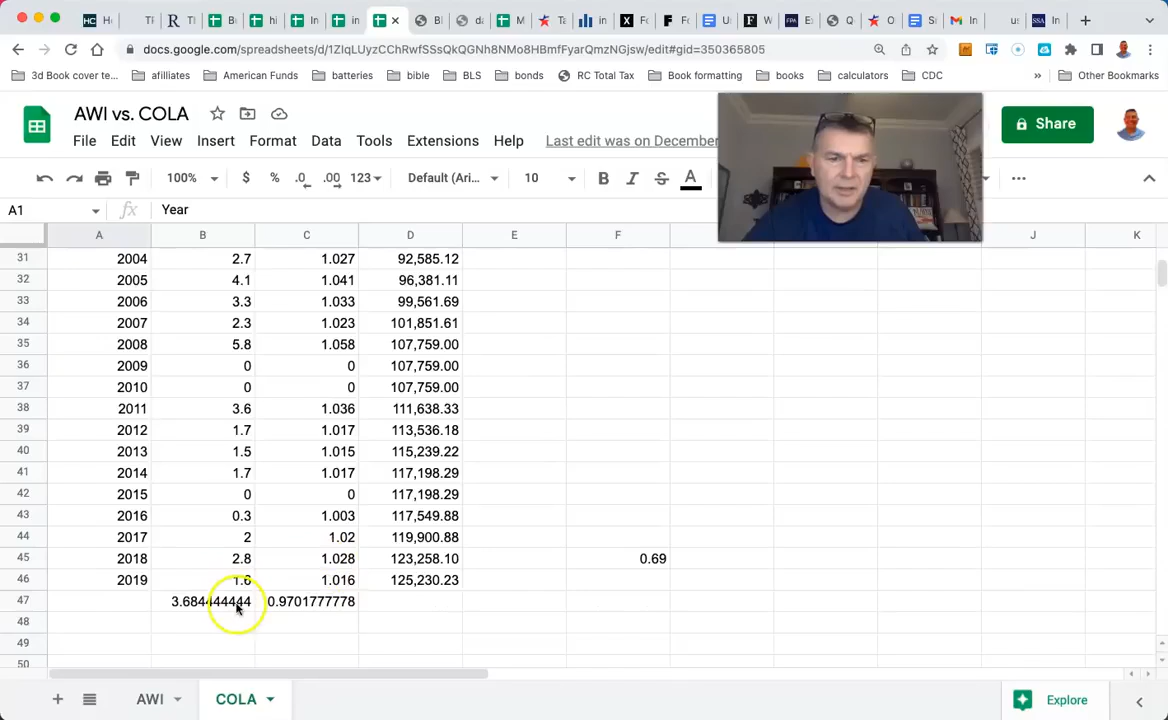 docs.google.com/spreadsheets/d/1ZIqLUyzCChRwfSSsQkQGNh8NMo8HBmfFyarQmzNGjsw/edit#gid=350365805
3d Book cover te... afiliates American Funds batteries bible BLS bonds RC Total Tax Book formatting books calculators CDC » Other Bookmarks
AWI vs. COLA
Share
File Edit View Insert Format Data Tools Extensions Help Last edit was on December
100% $ % .0 .00 123 Default (Ari... 10 B I S A
A1 fx Year
A B C D E F J K
31 2004 2.7 1.027 92,585.12
32 2005 4.1 1.041 96,381.11
33 2006 3.3 1.033 99,561.69
34 2007 2.3 1.023 101,851.61
35 2008 5.8 1.058 107,759.00
36 2009 0 0 107,759.00
37 2010 0 0 107,759.00
38 2011 3.6 1.036 111,638.33
39 2012 1.7 1.017 113,536.18
40 2013 1.5 1.015 115,239.22
41 2014 1.7 1.017 117,198.29
42 2015 0 0 117,198.29
43 2016 0.3 1.003 117,549.88
44 2017 2 1.02 119,900.88
45 2018 2.8 1.028 123,258.10 0.69
46 2019 1.6 1.016 125,230.23
47 3.684444444 0.9701777778
48
49
50
+ AWI COLA Explore